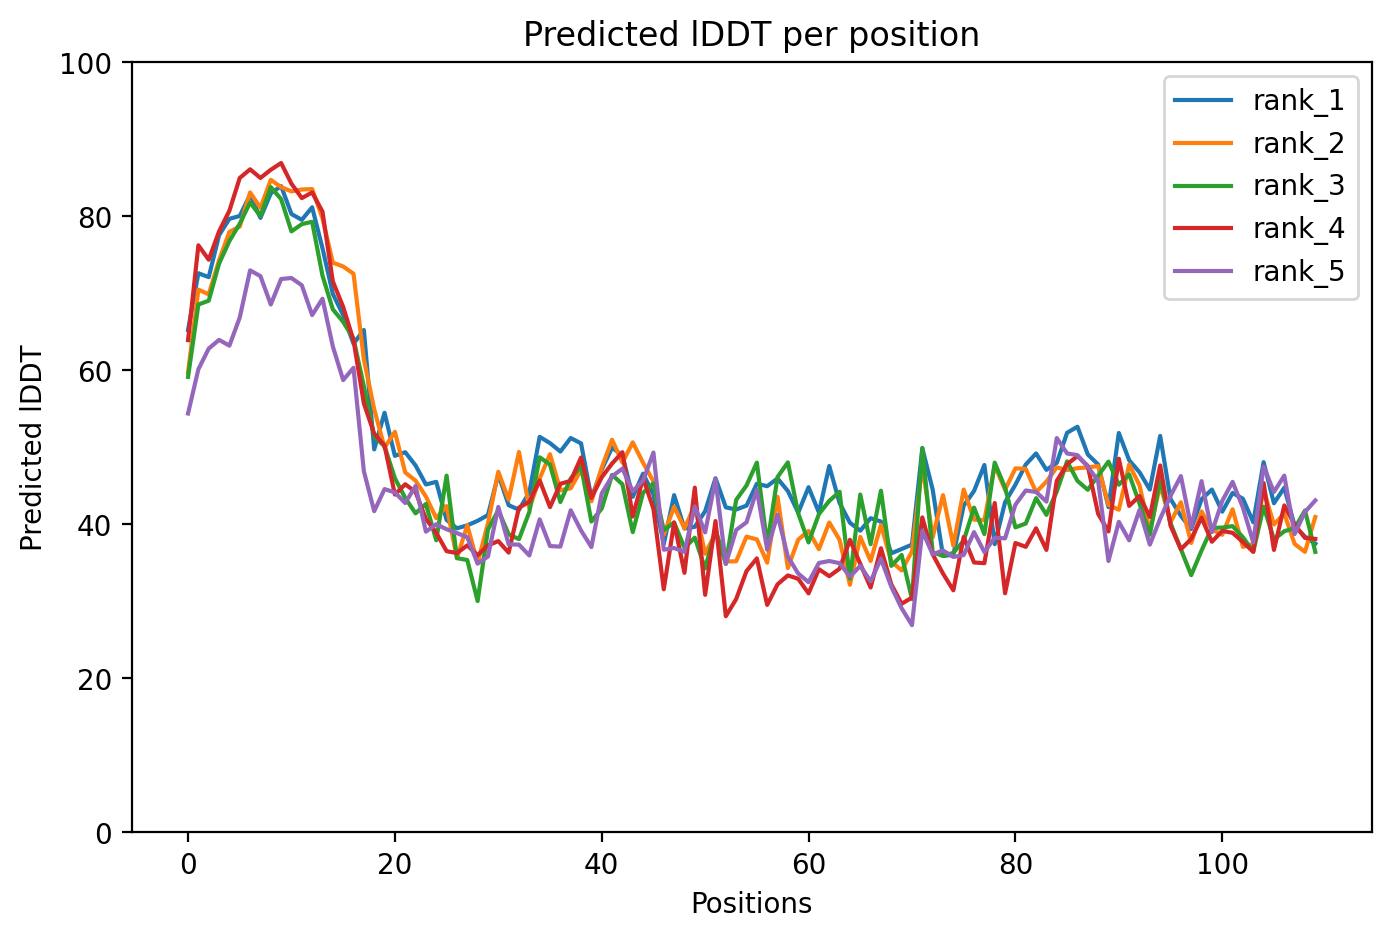 Predicted lDDT per position
100
80
60
40
20
0
Predicted lDDT
0 20 40 60 80 100
Positions
rank_1
rank_2
rank_3
rank_4
rank_5